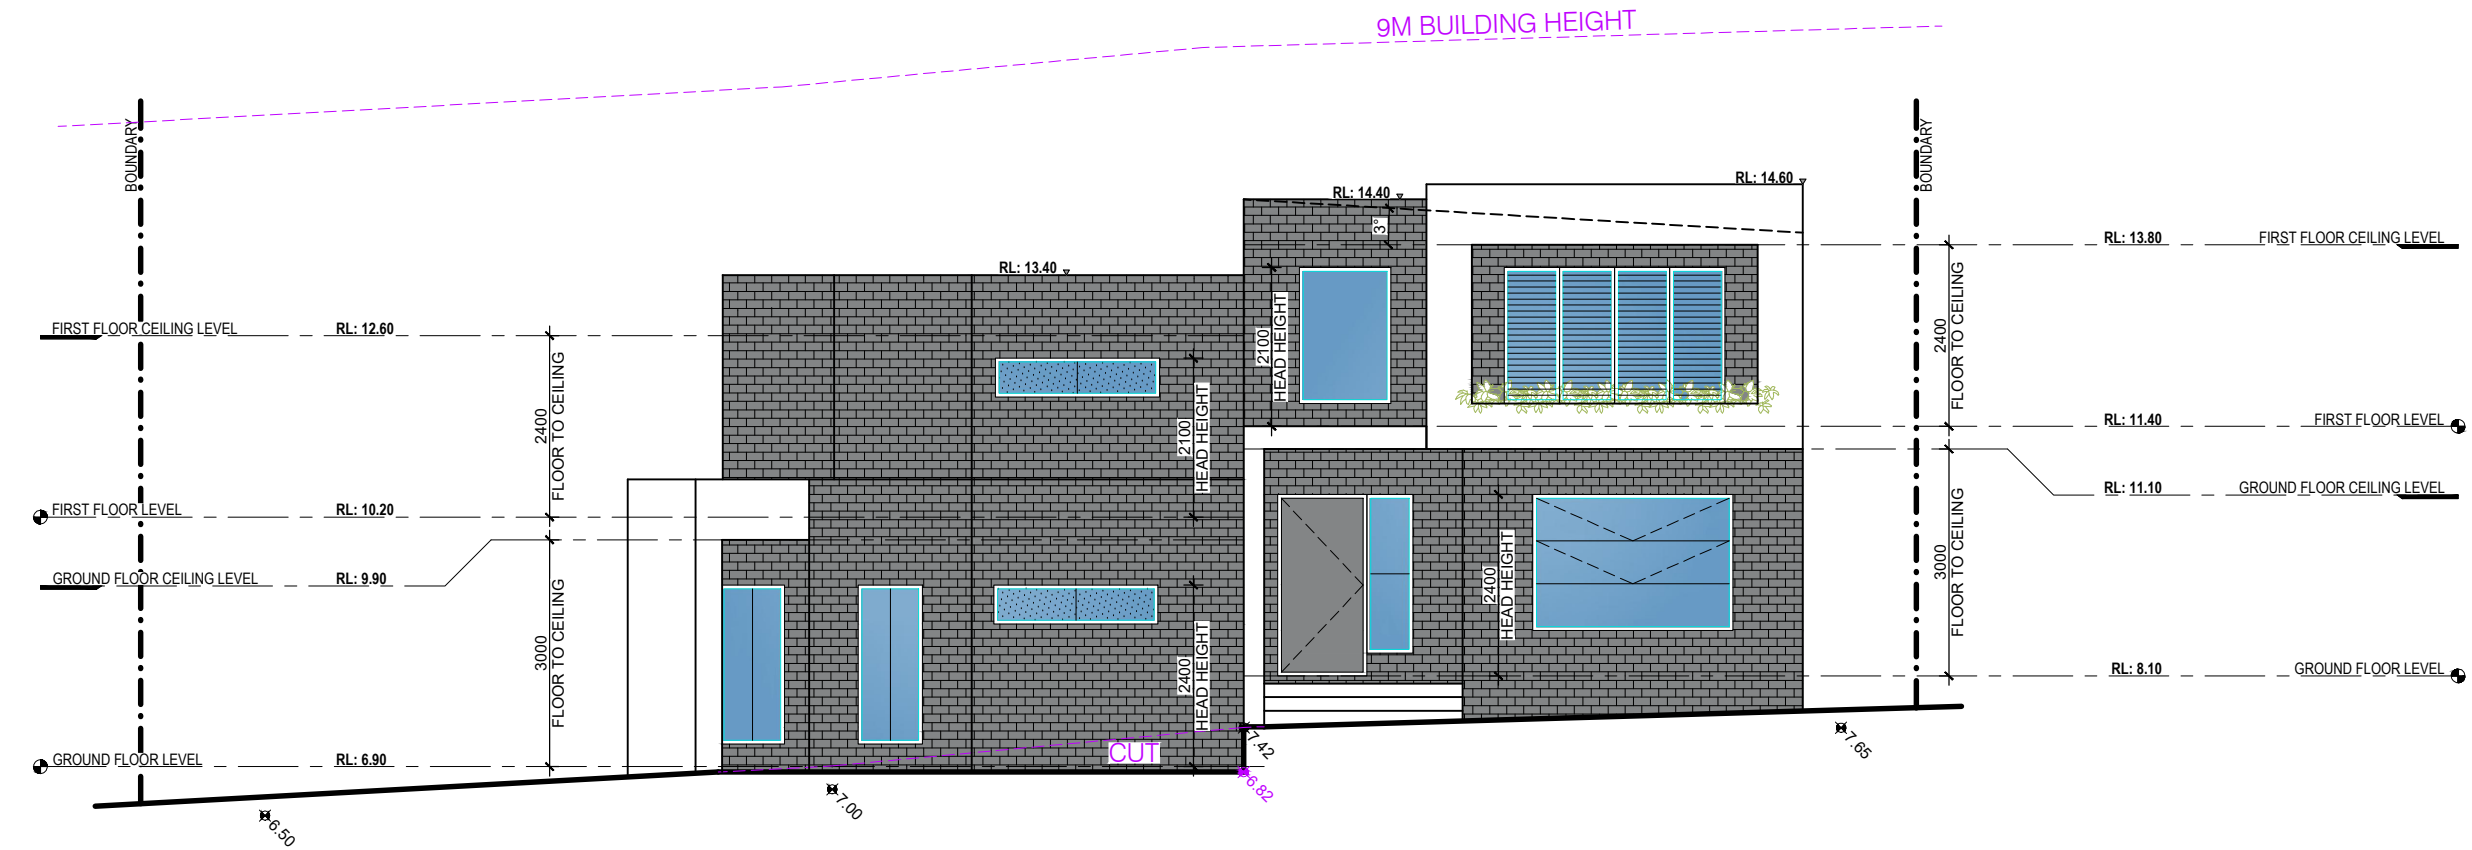 9M BUILDING HEIGHT
BOUNDARY
BOUNDARY
RL: 14.60
RL: 14.40
3°
RL: 13.80
FIRST FLOOR CEILING LEVEL
RL: 13.40
FIRST FLOOR CEILING LEVEL
RL: 12.60
2400
FLOOR TO CEILING
2100
HEAD HEIGHT
2100
HEAD HEIGHT
2400
FLOOR TO CEILING
RL: 11.40
FIRST FLOOR LEVEL
RL: 11.10
GROUND FLOOR CEILING LEVEL
FIRST FLOOR LEVEL
RL: 10.20
GROUND FLOOR CEILING LEVEL
RL: 9.90
3000
FLOOR TO CEILING
2400
HEAD HEIGHT
2400
HEAD HEIGHT
3000
FLOOR TO CEILING
RL: 8.10
GROUND FLOOR LEVEL
GROUND FLOOR LEVEL
RL: 6.90
CUT
7.42
6.82
7.65
7.00
6.50